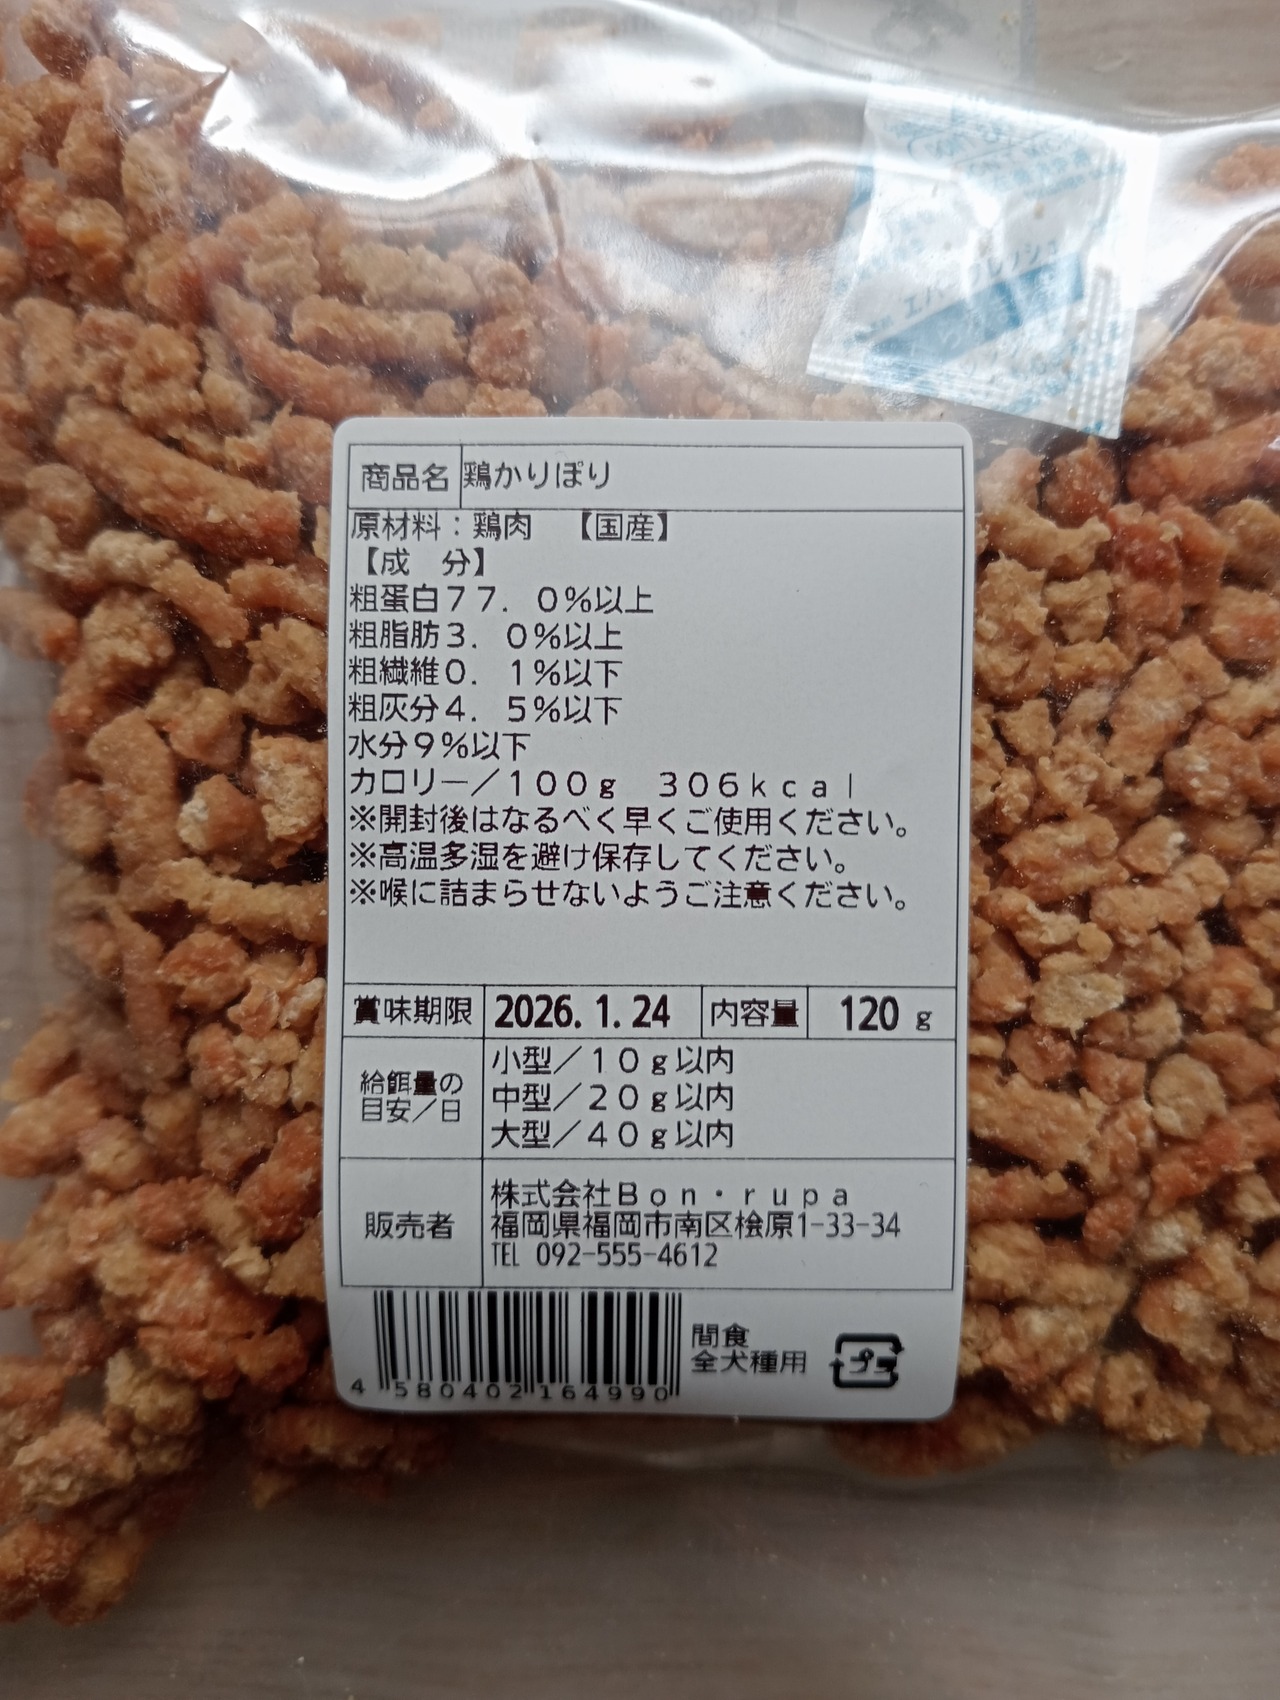 エバーフレッシュ
商品名 鶏かりぽり
原材料：鶏肉　【国産】
【成　分】
粗蛋白７７．０％以上
粗脂肪３．０％以上
粗繊維０．１％以下
粗灰分４．５％以下
水分９％以下
カロリー／１００ｇ　３０６ｋｃａｌ
※開封後はなるべく早くご使用ください。
※高温多湿を避け保存してください。
※喉に詰まらせないようご注意ください。
賞味期限 2026. 1. 24 内容量 120 g
給餌量の
目安／日
小型／１０ｇ以内
中型／２０ｇ以内
大型／４０ｇ以内
販売者
株式会社Ｂｏｎ・ｒｕｐａ
福岡県福岡市南区桧原1-33-34
TEL 092-555-4612
4 580402 164990
間食
全犬種用
プラ